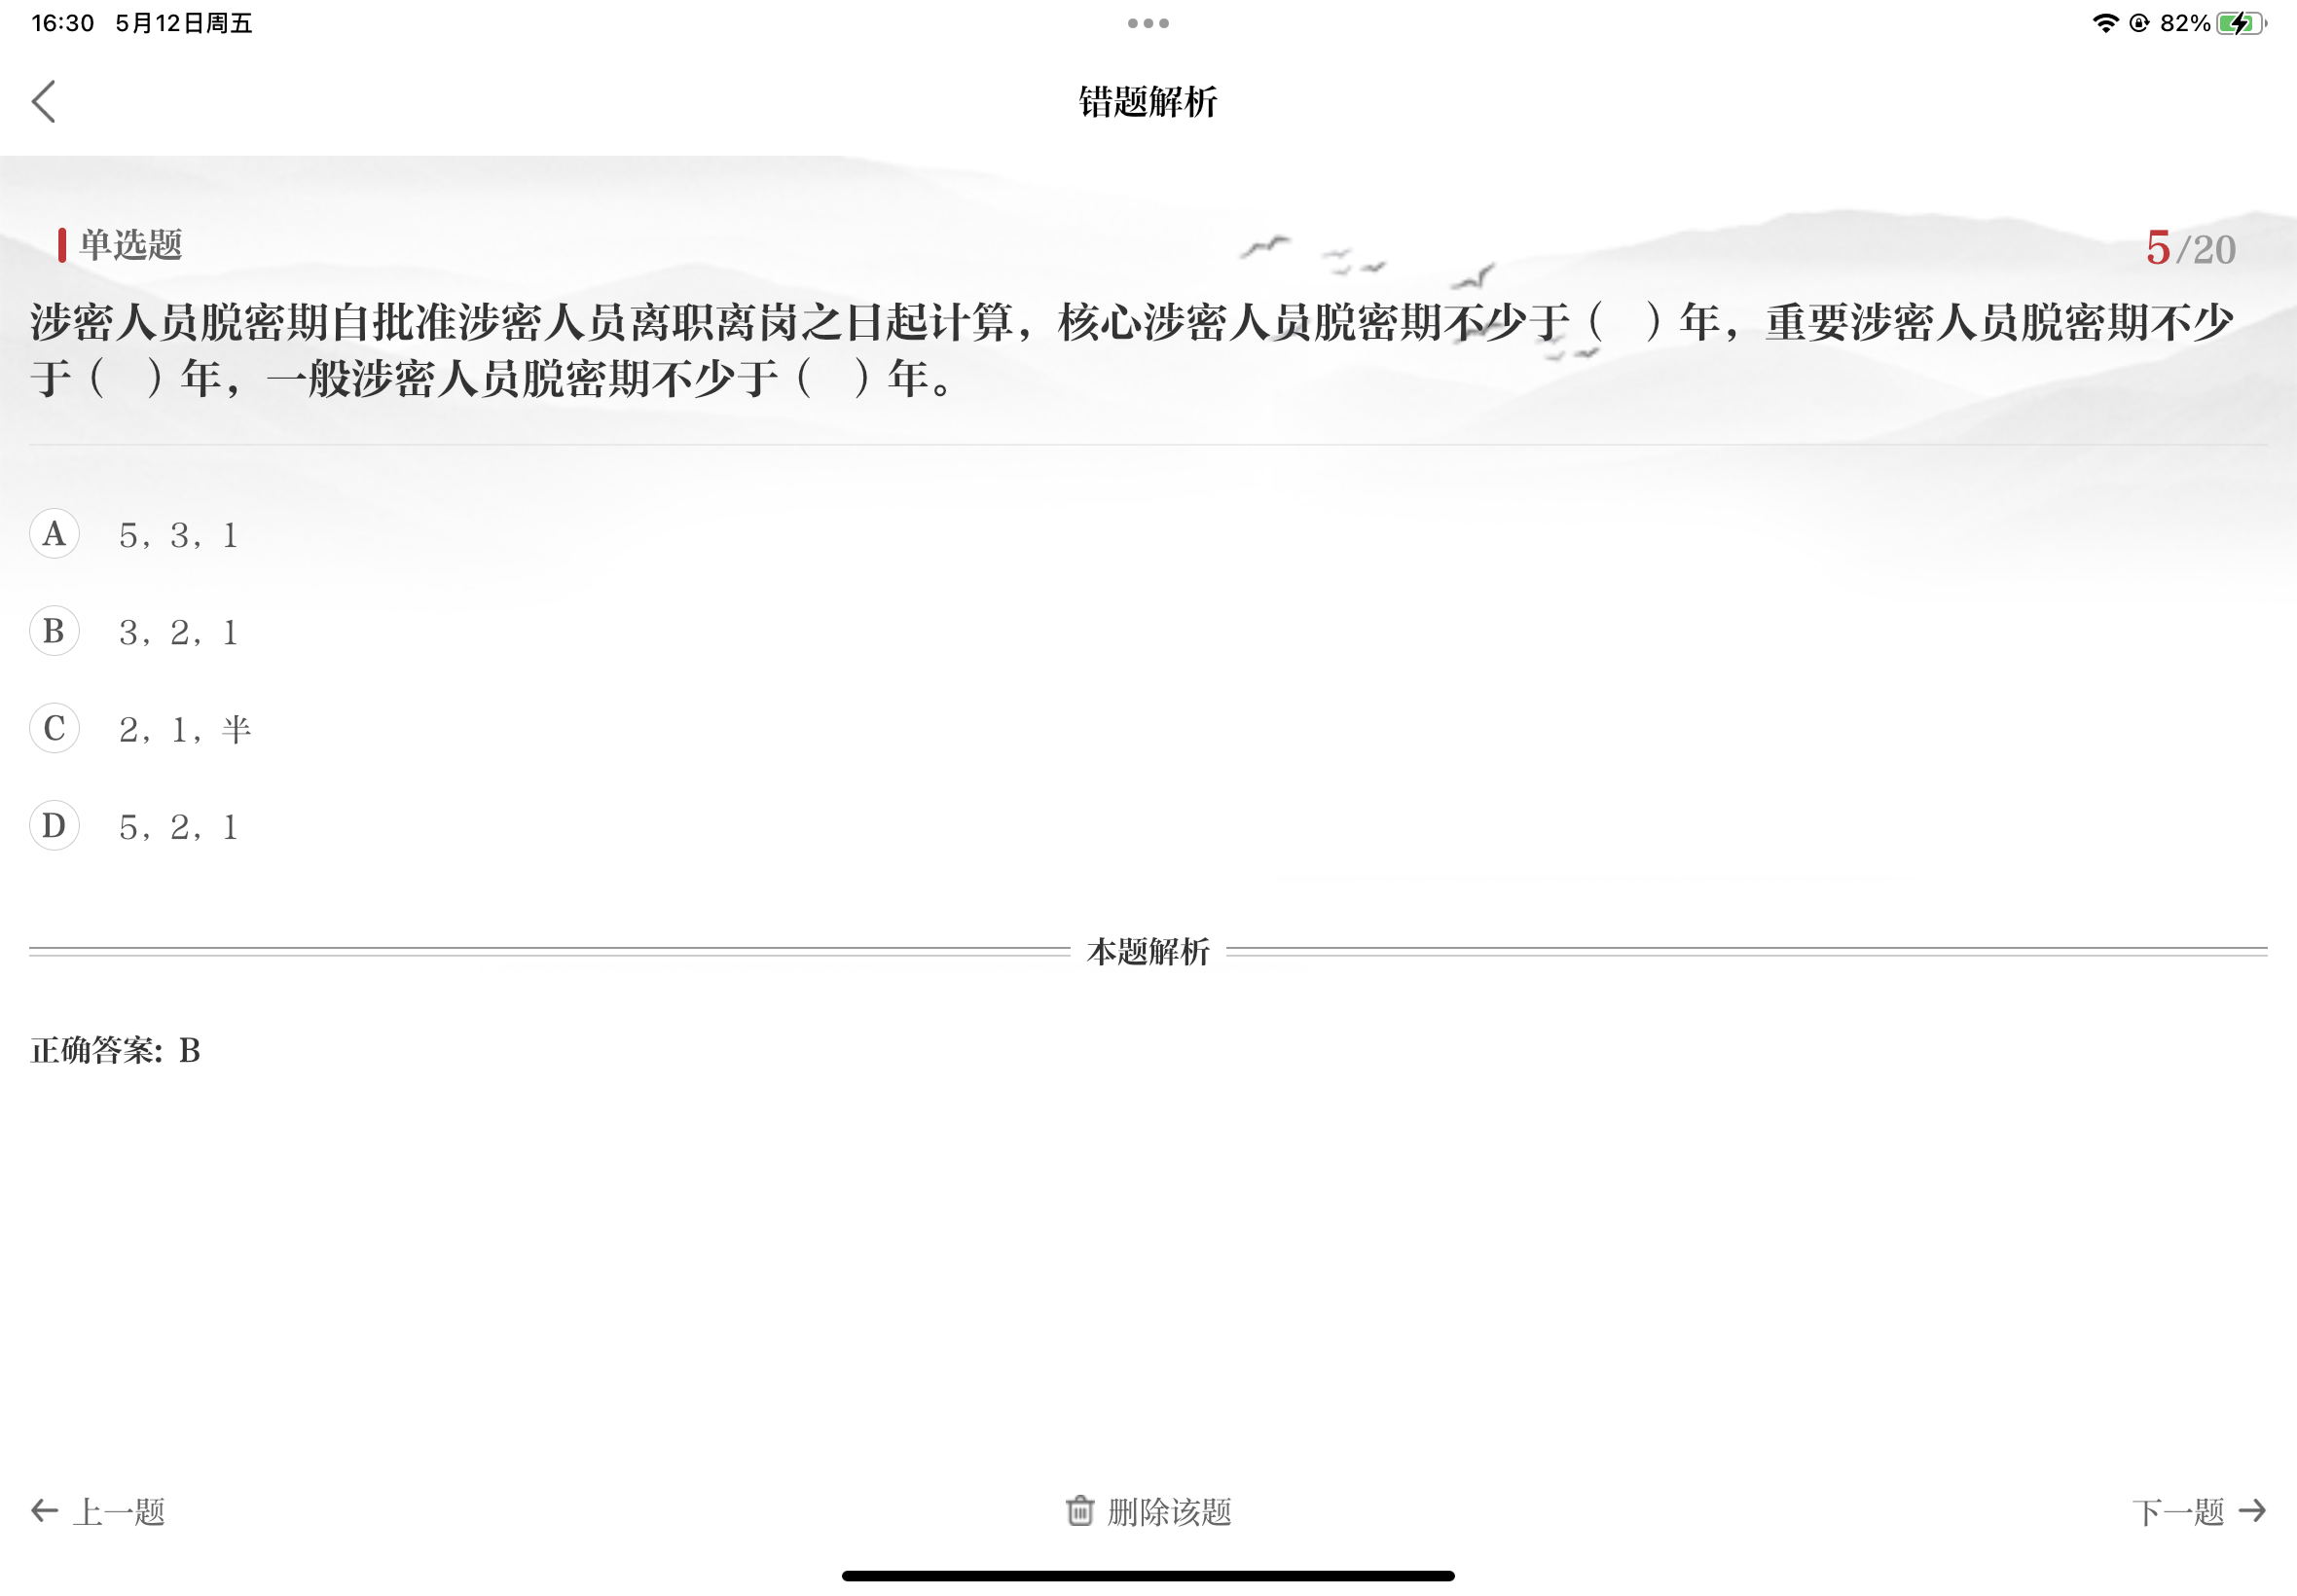 16:30 5月12日周五
82%
错题解析
单选题
5/20
涉密人员脱密期自批准涉密人员离职离岗之日起计算，核心涉密人员脱密期不少于（　）年，重要涉密人员脱密期不少
于（　）年，一般涉密人员脱密期不少于（　）年。
A 5，3，1
B 3，2，1
C 2，1，半
D 5，2，1
本题解析
正确答案：B
上一题
删除该题
下一题